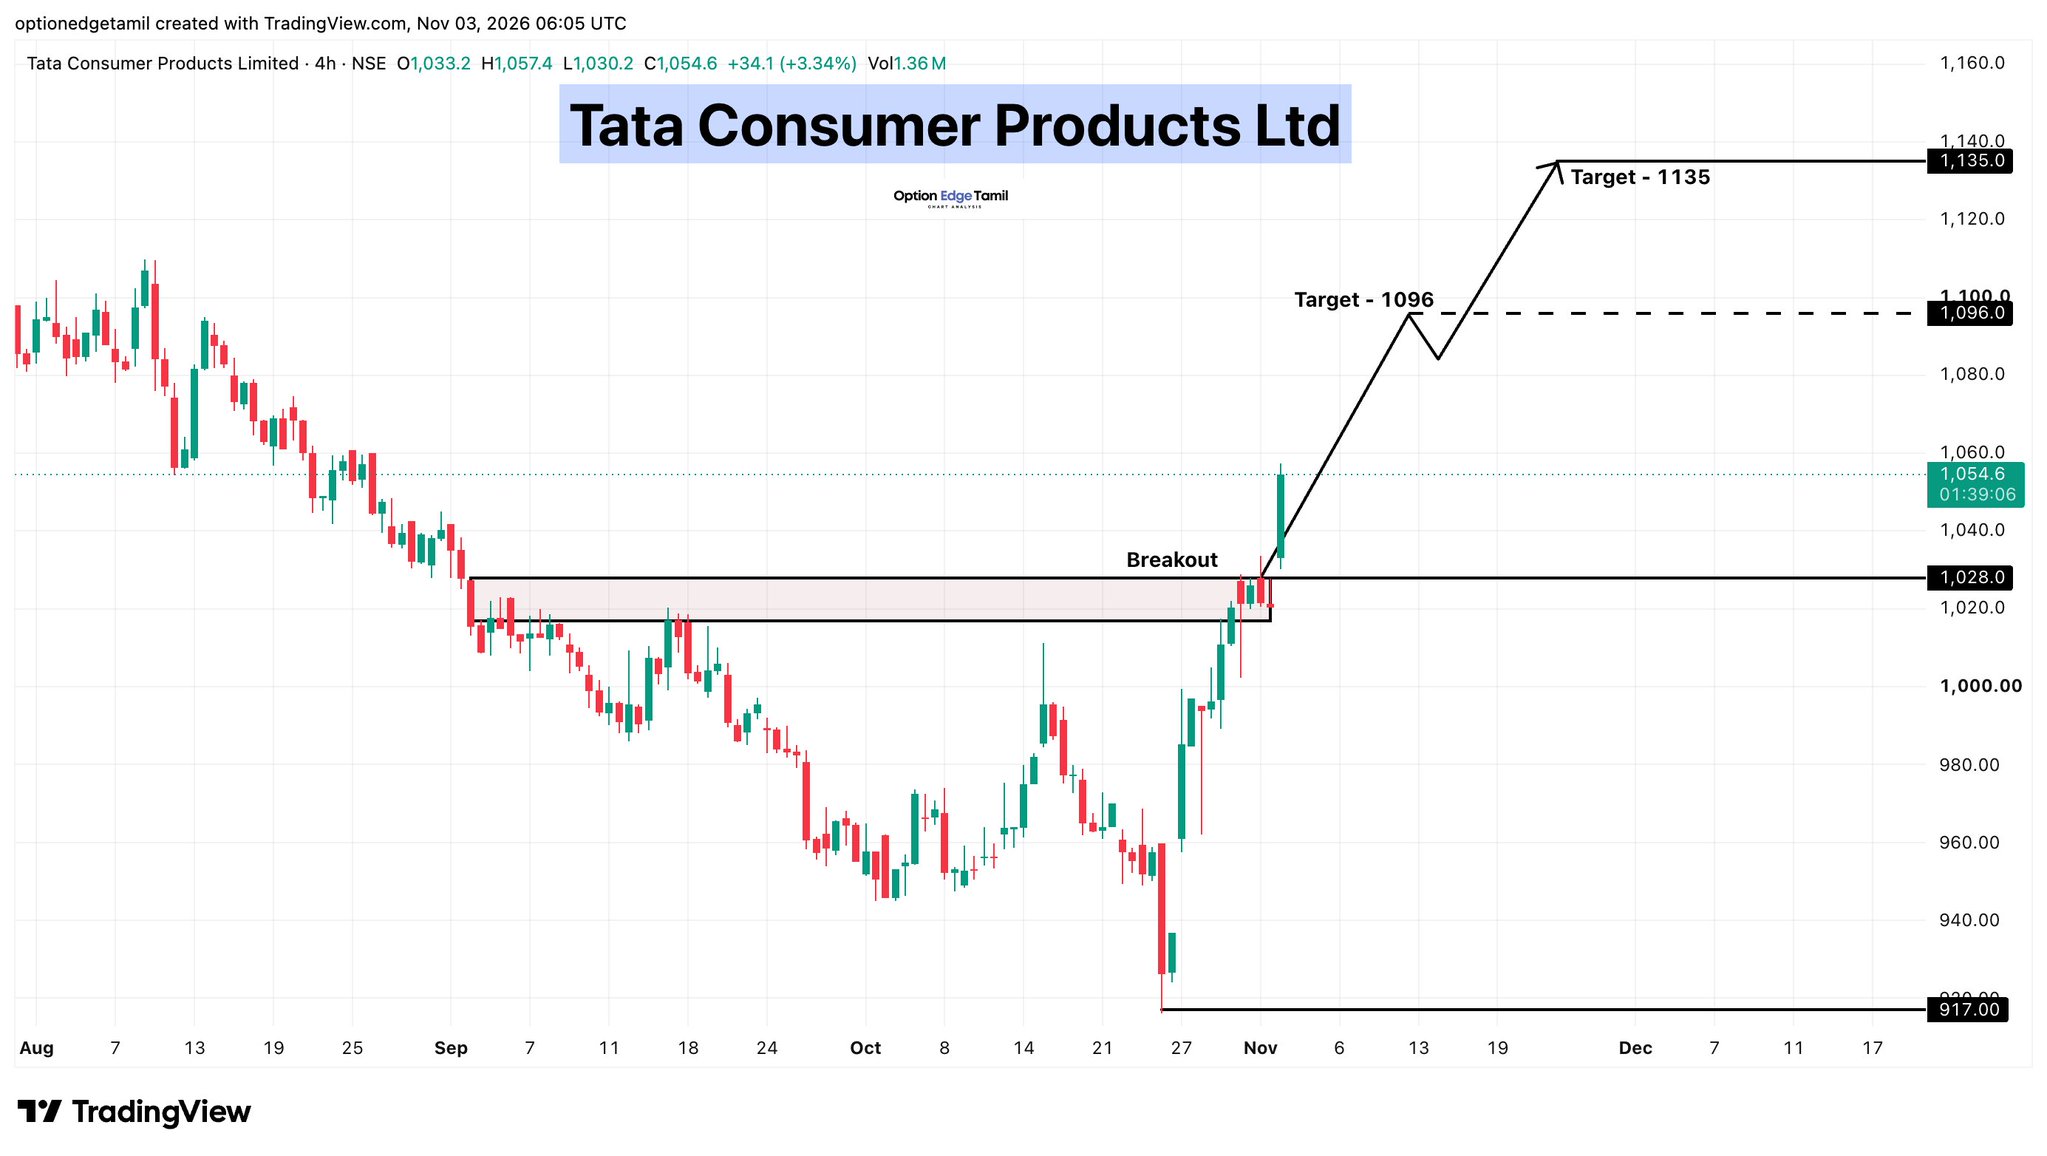 optionedgetamil created with TradingView.com, Nov 03, 2026 06:05 UTC
Tata Consumer Products Limited · 4h · NSE O1,033.2 H1,057.4 L1,030.2 C1,054.6 +34.1 (+3.34%) Vol1.36 M
Tata Consumer Products Ltd
Option Edge Tamil
CHART ANALYSIS
1,160.0
1,140.0
1,135.0
Target - 1135
1,120.0
1,100.0
Target - 1096
1,096.0
1,080.0
1,060.0
1,054.6
01:39:06
1,040.0
Breakout
1,028.0
1,020.0
1,000.00
980.00
960.00
940.00
920.00
917.00
Aug 7 13 19 25 Sep 7 11 18 24 Oct 8 14 21 27 Nov 6 13 19 Dec 7 11 17
TradingView